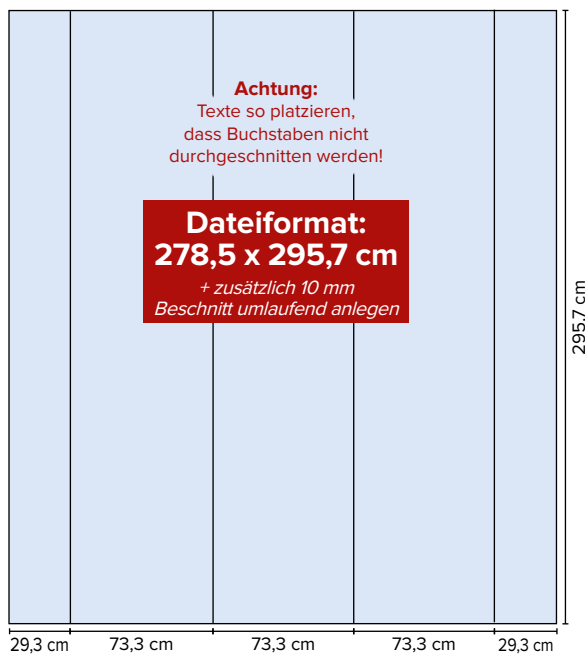 Achtung:
Texte so platzieren,
dass Buchstaben nicht
durchgeschnitten werden!
Dateiformat:
278,5 x 295,7 cm
+ zusätzlich 10 mm
Beschnitt umlaufend anlegen
295,7 cm
29,3 cm 73,3 cm 73,3 cm 73,3 cm 29,3 cm